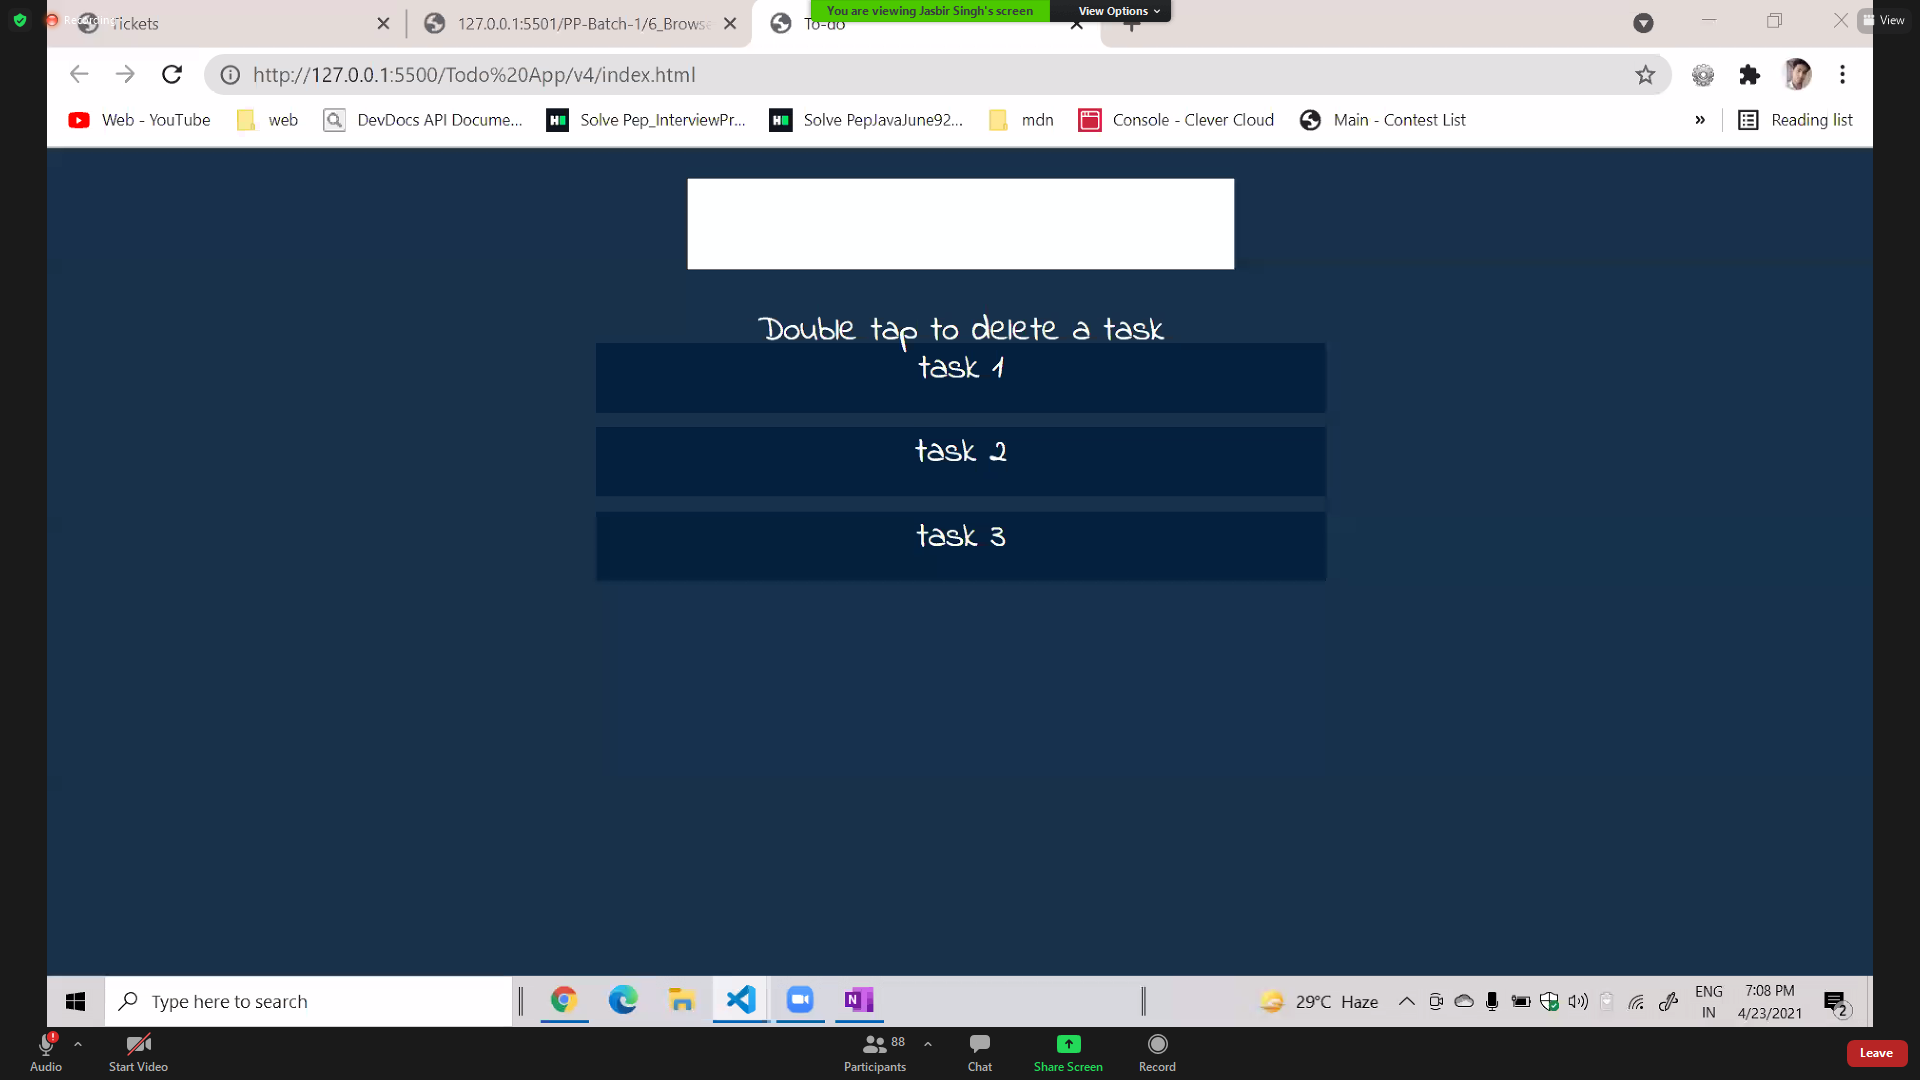 Recording
You are viewing Jasbir Singh's screen
View Options
View
Tickets
127.0.0.1:5501/PP-Batch-1/6_Brows
To-do
http://127.0.0.1:5500/Todo%20App/v4/index.html
Web - YouTube
web
DevDocs API Docume...
Solve Pep_InterviewPr...
Solve PepJavaJune92...
mdn
Console - Clever Cloud
Main - Contest List
»
Reading list
Double tap to delete a task
task 1
task 2
task 3
Type here to search
29°C Haze
ENG
IN
7:08 PM
4/23/2021
2
Audio
Start Video
88
Participants
Chat
Share Screen
Record
Leave